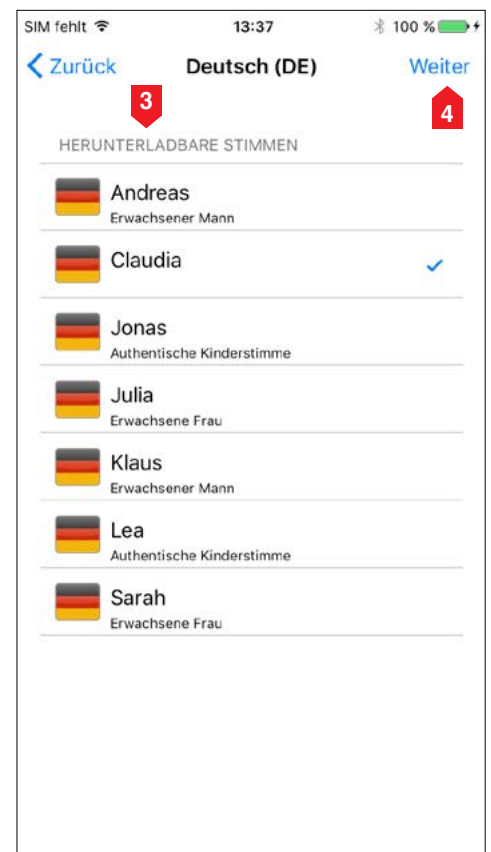 SIM fehlt 13:37 100 %
Zurück Deutsch (DE) Weiter
3
4
HERUNTERLADBARE STIMMEN
Andreas
Erwachsener Mann
Claudia
Jonas
Authentische Kinderstimme
Julia
Erwachsene Frau
Klaus
Erwachsener Mann
Lea
Authentische Kinderstimme
Sarah
Erwachsene Frau